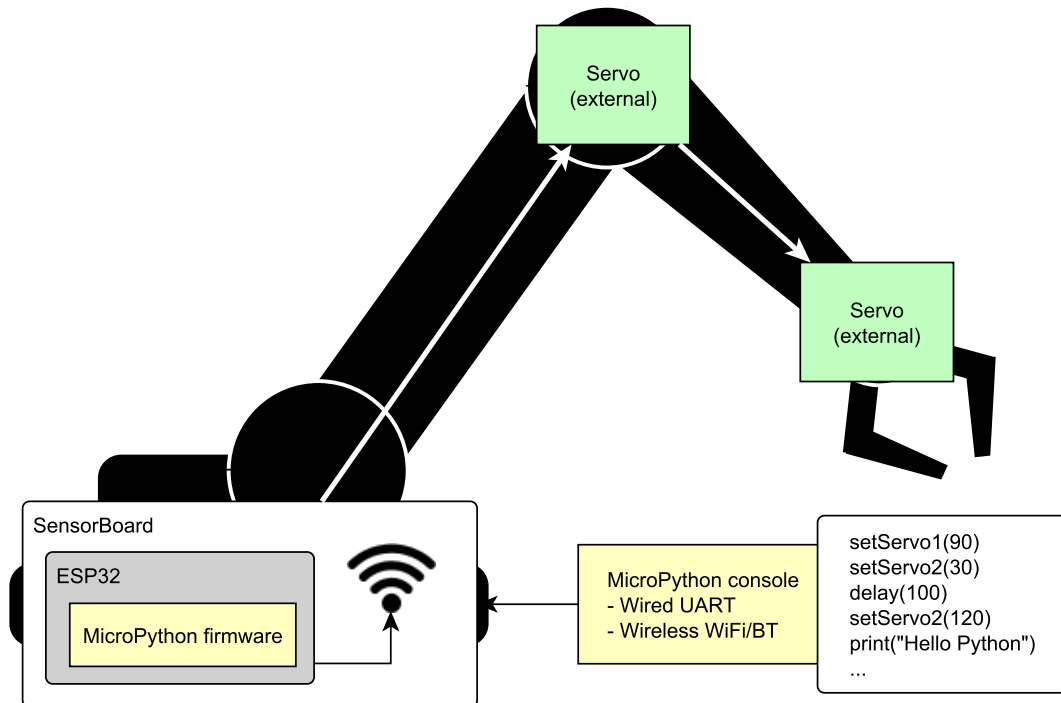 Servo
(external)
Servo
(external)
SensorBoard
ESP32
MicroPython firmware
MicroPython console
- Wired UART
- Wireless WiFi/BT
setServo1(90)
setServo2(30)
delay(100)
setServo2(120)
print("Hello Python")
...